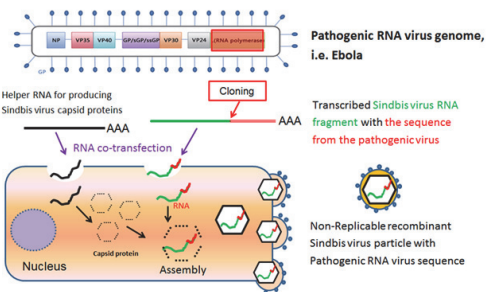 NP VP35 VP40 GP/sGP/ssGP VP30 VP24 (RNA polymerase)
Pathogenic RNA virus genome,
i.e. Ebola
GP
Helper RNA for producing
Sindbis virus capsid proteins
Cloning
AAA
AAA
RNA co-transfection
Transcribed Sindbis virus RNA
fragment with the sequence
from the pathogenic virus
RNA
Capsid protein
Assembly
Nucleus
Non-Replicable recombinant
Sindbis virus particle with
Pathogenic RNA virus sequence